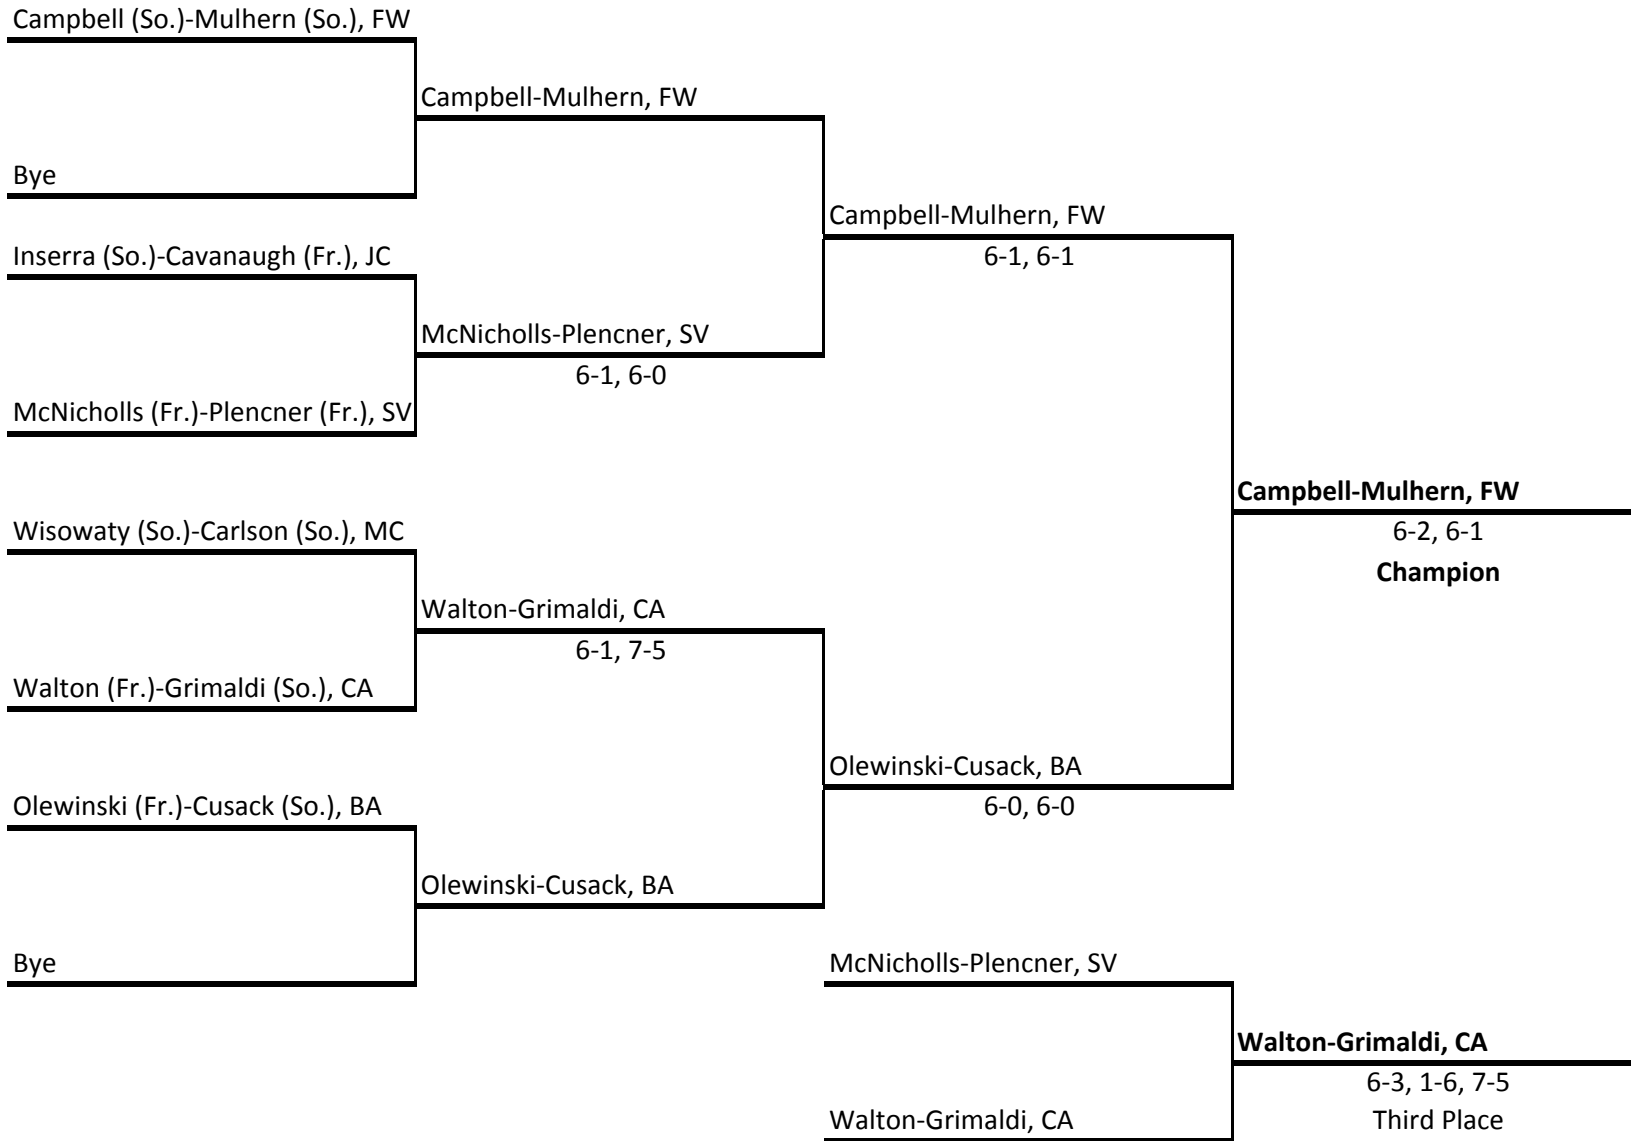 Campbell (So.)-Mulhern (So.), FW
Campbell-Mulhern, FW
Bye
Campbell-Mulhern, FW
6-1, 6-1
Inserra (So.)-Cavanaugh (Fr.), JC
McNicholls-Plencner, SV
6-1, 6-0
McNicholls (Fr.)-Plencner (Fr.), SV
Campbell-Mulhern, FW
6-2, 6-1
Champion
Wisowaty (So.)-Carlson (So.), MC
Walton-Grimaldi, CA
6-1, 7-5
Walton (Fr.)-Grimaldi (So.), CA
Olewinski-Cusack, BA
6-0, 6-0
Olewinski (Fr.)-Cusack (So.), BA
Olewinski-Cusack, BA
Bye
McNicholls-Plencner, SV
Walton-Grimaldi, CA
6-3, 1-6, 7-5
Third Place
Walton-Grimaldi, CA